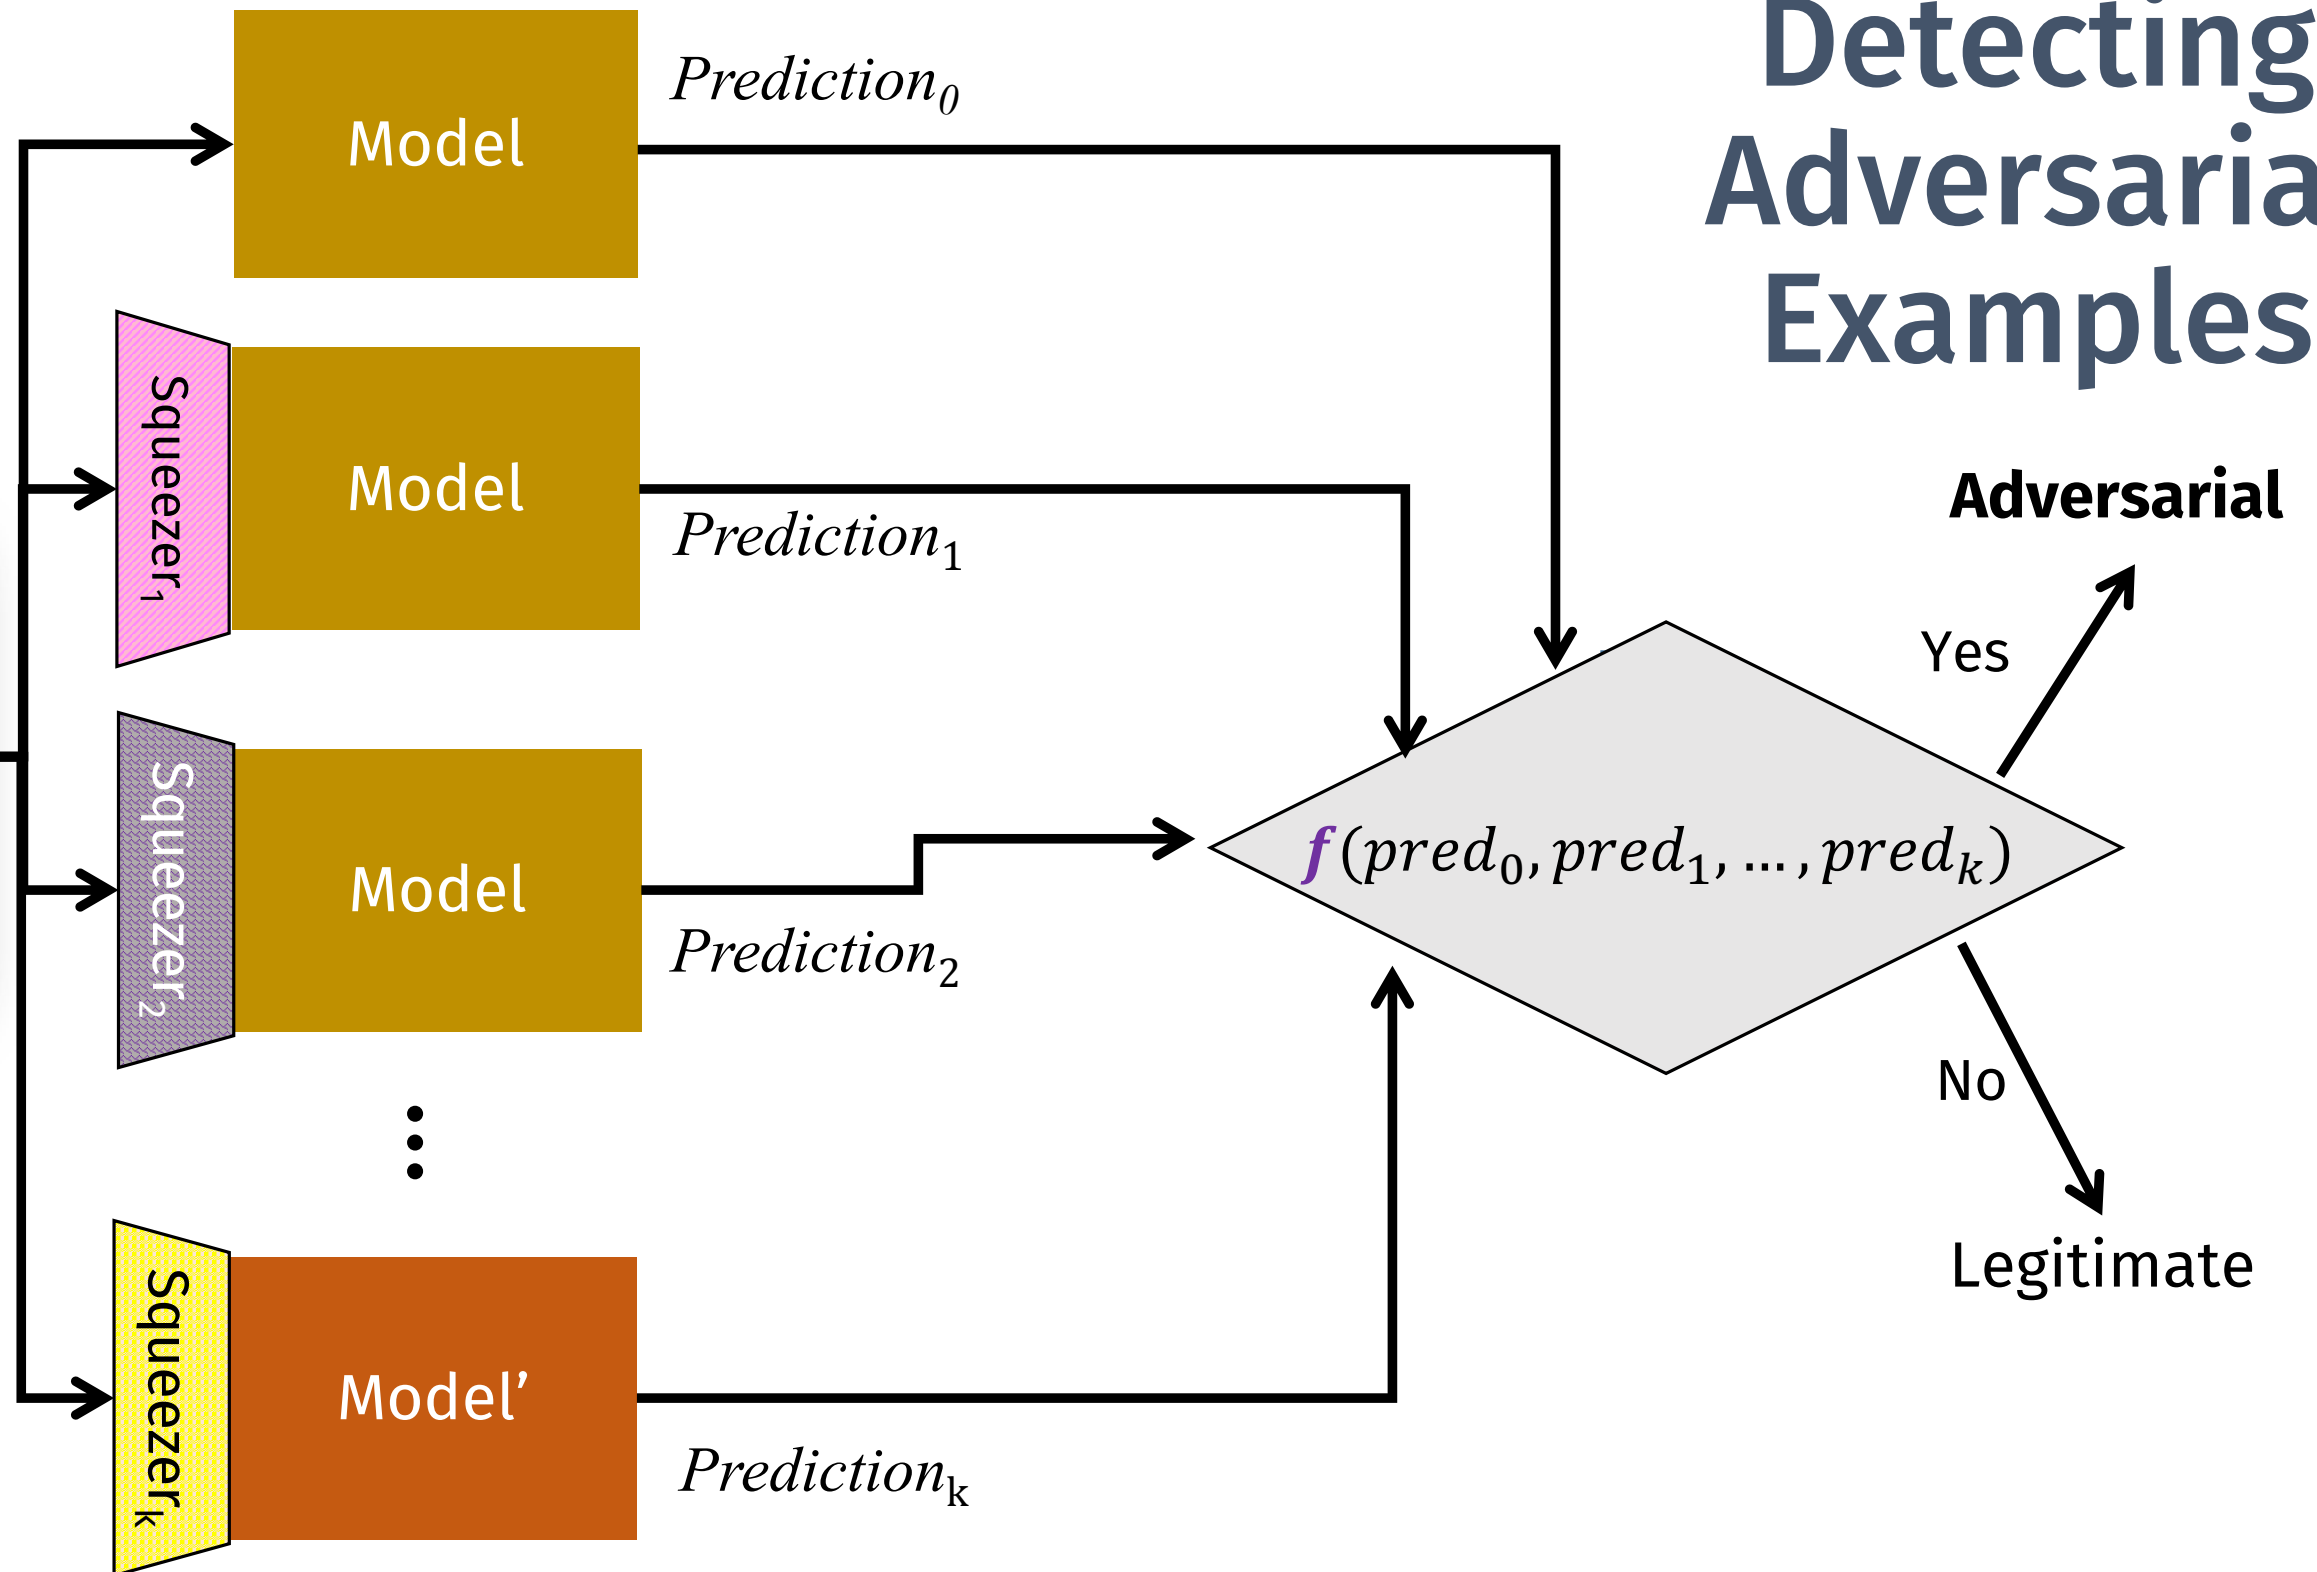 Detecting
Adversaria
Examples
Prediction0
Model
Squeezer1
Model
Prediction1
Adversarial
Yes
Squeezer2
Model
Prediction2
f(pred0, pred1, …, predk)
No
Legitimate
Squeezerk
Model’
Predictionk